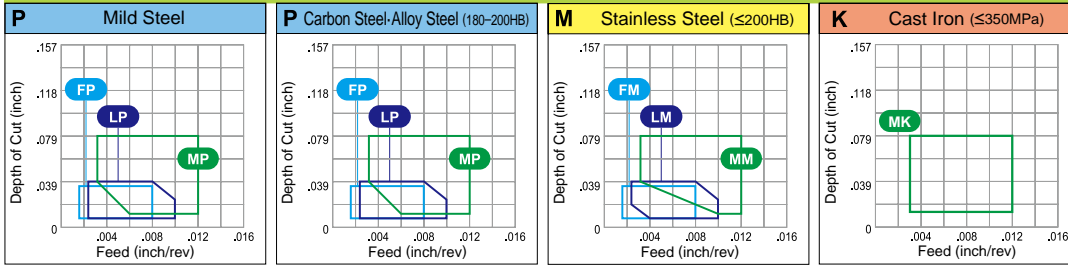 P Mild Steel
Depth of Cut (inch)
.157
.118
.079
.039
0
FP
LP
MP
.004 .008 .012 .016
Feed (inch/rev)
P Carbon Steel·Alloy Steel (180–200HB)
Depth of Cut (inch)
.157
.118
.079
.039
0
FP
LP
MP
.004 .008 .012 .016
Feed (inch/rev)
M Stainless Steel (≤200HB)
Depth of Cut (inch)
.157
.118
.079
.039
0
FM
LM
MM
.004 .008 .012 .016
Feed (inch/rev)
K Cast Iron (≤350MPa)
Depth of Cut (inch)
.157
.118
.079
.039
0
MK
.004 .008 .012 .016
Feed (inch/rev)